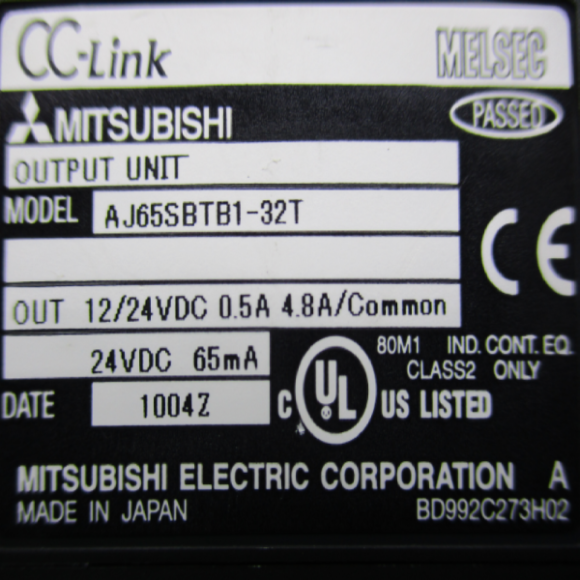 CC-Link MELSEC
MITSUBISHI PASSED
OUTPUT UNIT
MODEL AJ65SBTB1-32T
CE
OUT 12/24VDC 0.5A 4.8A/Common
24VDC 65mA
80M1 IND. CONT. EQ.
CLASS2 ONLY
DATE 1004Z
C UL US LISTED
MITSUBISHI ELECTRIC CORPORATION A
MADE IN JAPAN BD992C273H02